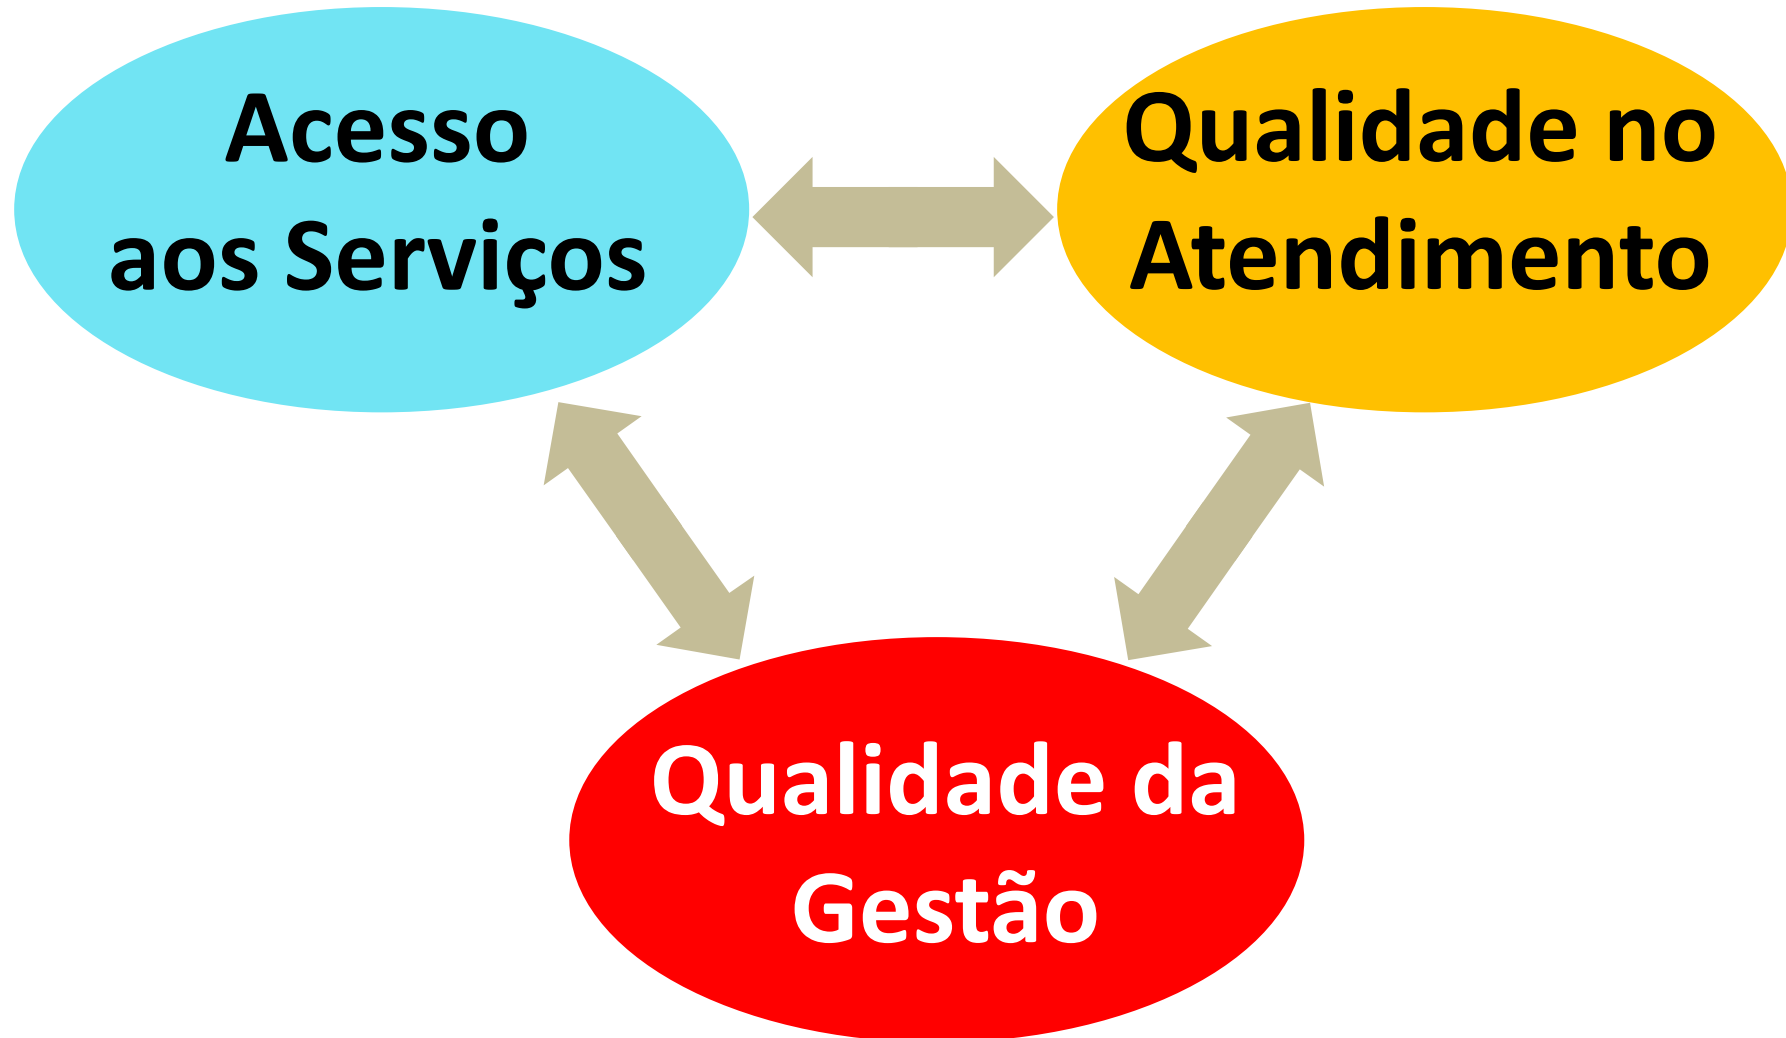 Acesso
aos Serviços
Qualidade no
Atendimento
Qualidade da
Gestão